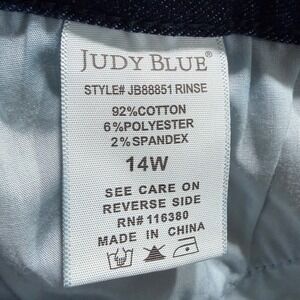 JUDY BLUE®
STYLE# JB88851 RINSE
92%COTTON
6%POLYESTER
2%SPANDEX
14W
SEE CARE ON
REVERSE SIDE
RN# 116380
MADE IN CHINA